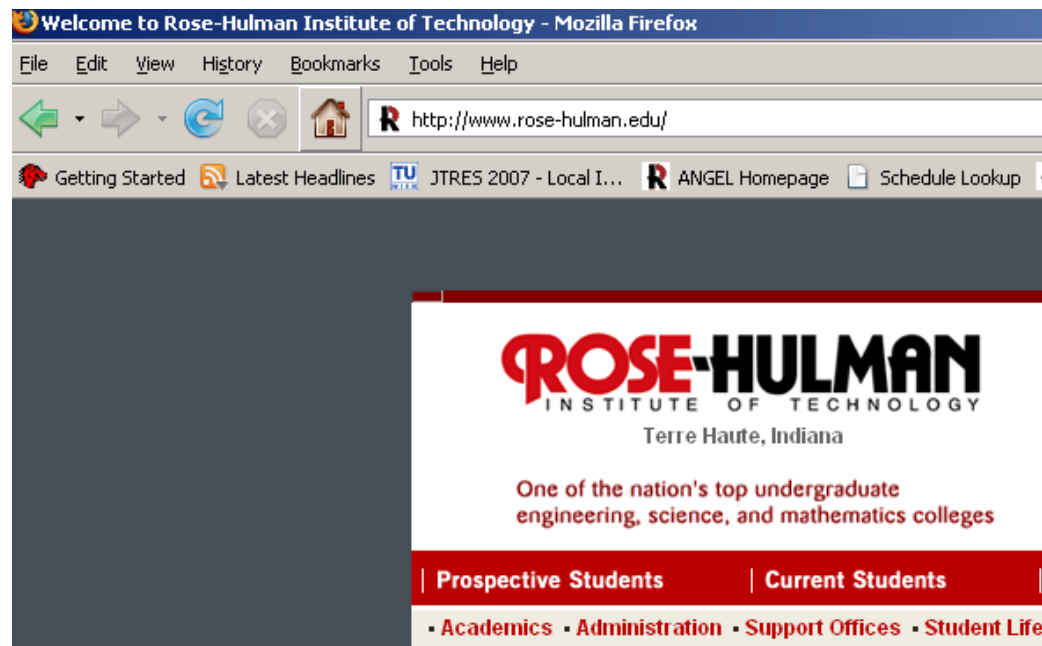 Welcome to Rose-Hulman Institute of Technology - Mozilla Firefox
File Edit View History Bookmarks Tools Help
R http://www.rose-hulman.edu/
Getting Started Latest Headlines TU JTRES 2007 - Local I... R ANGEL Homepage Schedule Lookup
ROSE-HULMAN
INSTITUTE OF TECHNOLOGY
Terre Haute, Indiana
One of the nation's top undergraduate
engineering, science, and mathematics colleges
| Prospective Students | Current Students |
▪ Academics ▪ Administration ▪ Support Offices ▪ Student Life